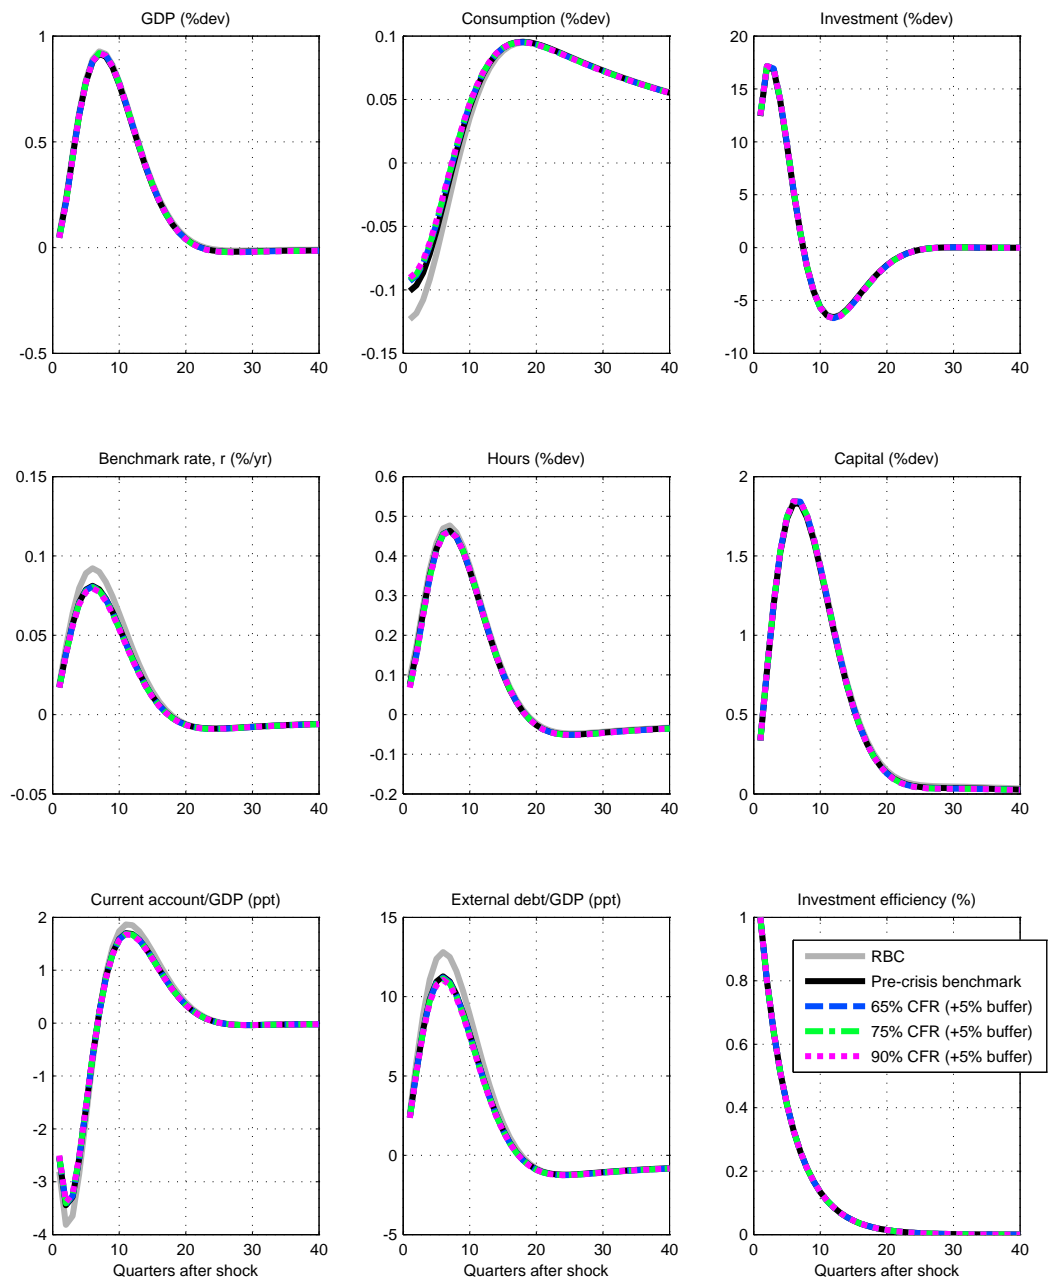 GDP (%dev)
1
0.5
0
-0.5
0 10 20 30 40
Consumption (%dev)
0.1
0.05
0
-0.05
-0.1
-0.15
0 10 20 30 40
Investment (%dev)
20
15
10
5
0
-5
-10
0 10 20 30 40
Benchmark rate, r (%/yr)
0.15
0.1
0.05
0
-0.05
0 10 20 30 40
Hours (%dev)
0.6
0.5
0.4
0.3
0.2
0.1
0
-0.1
-0.2
0 10 20 30 40
Capital (%dev)
2
1.5
1
0.5
0
0 10 20 30 40
Current account/GDP (ppt)
2
1
0
-1
-2
-3
-4
0 10 20 30 40
Quarters after shock
External debt/GDP (ppt)
15
10
5
0
-5
0 10 20 30 40
Quarters after shock
Investment efficiency (%)
1
0.8
0.6
0.4
0.2
0
0 10 20 30 40
Quarters after shock
RBC
Pre-crisis benchmark
65% CFR (+5% buffer)
75% CFR (+5% buffer)
90% CFR (+5% buffer)